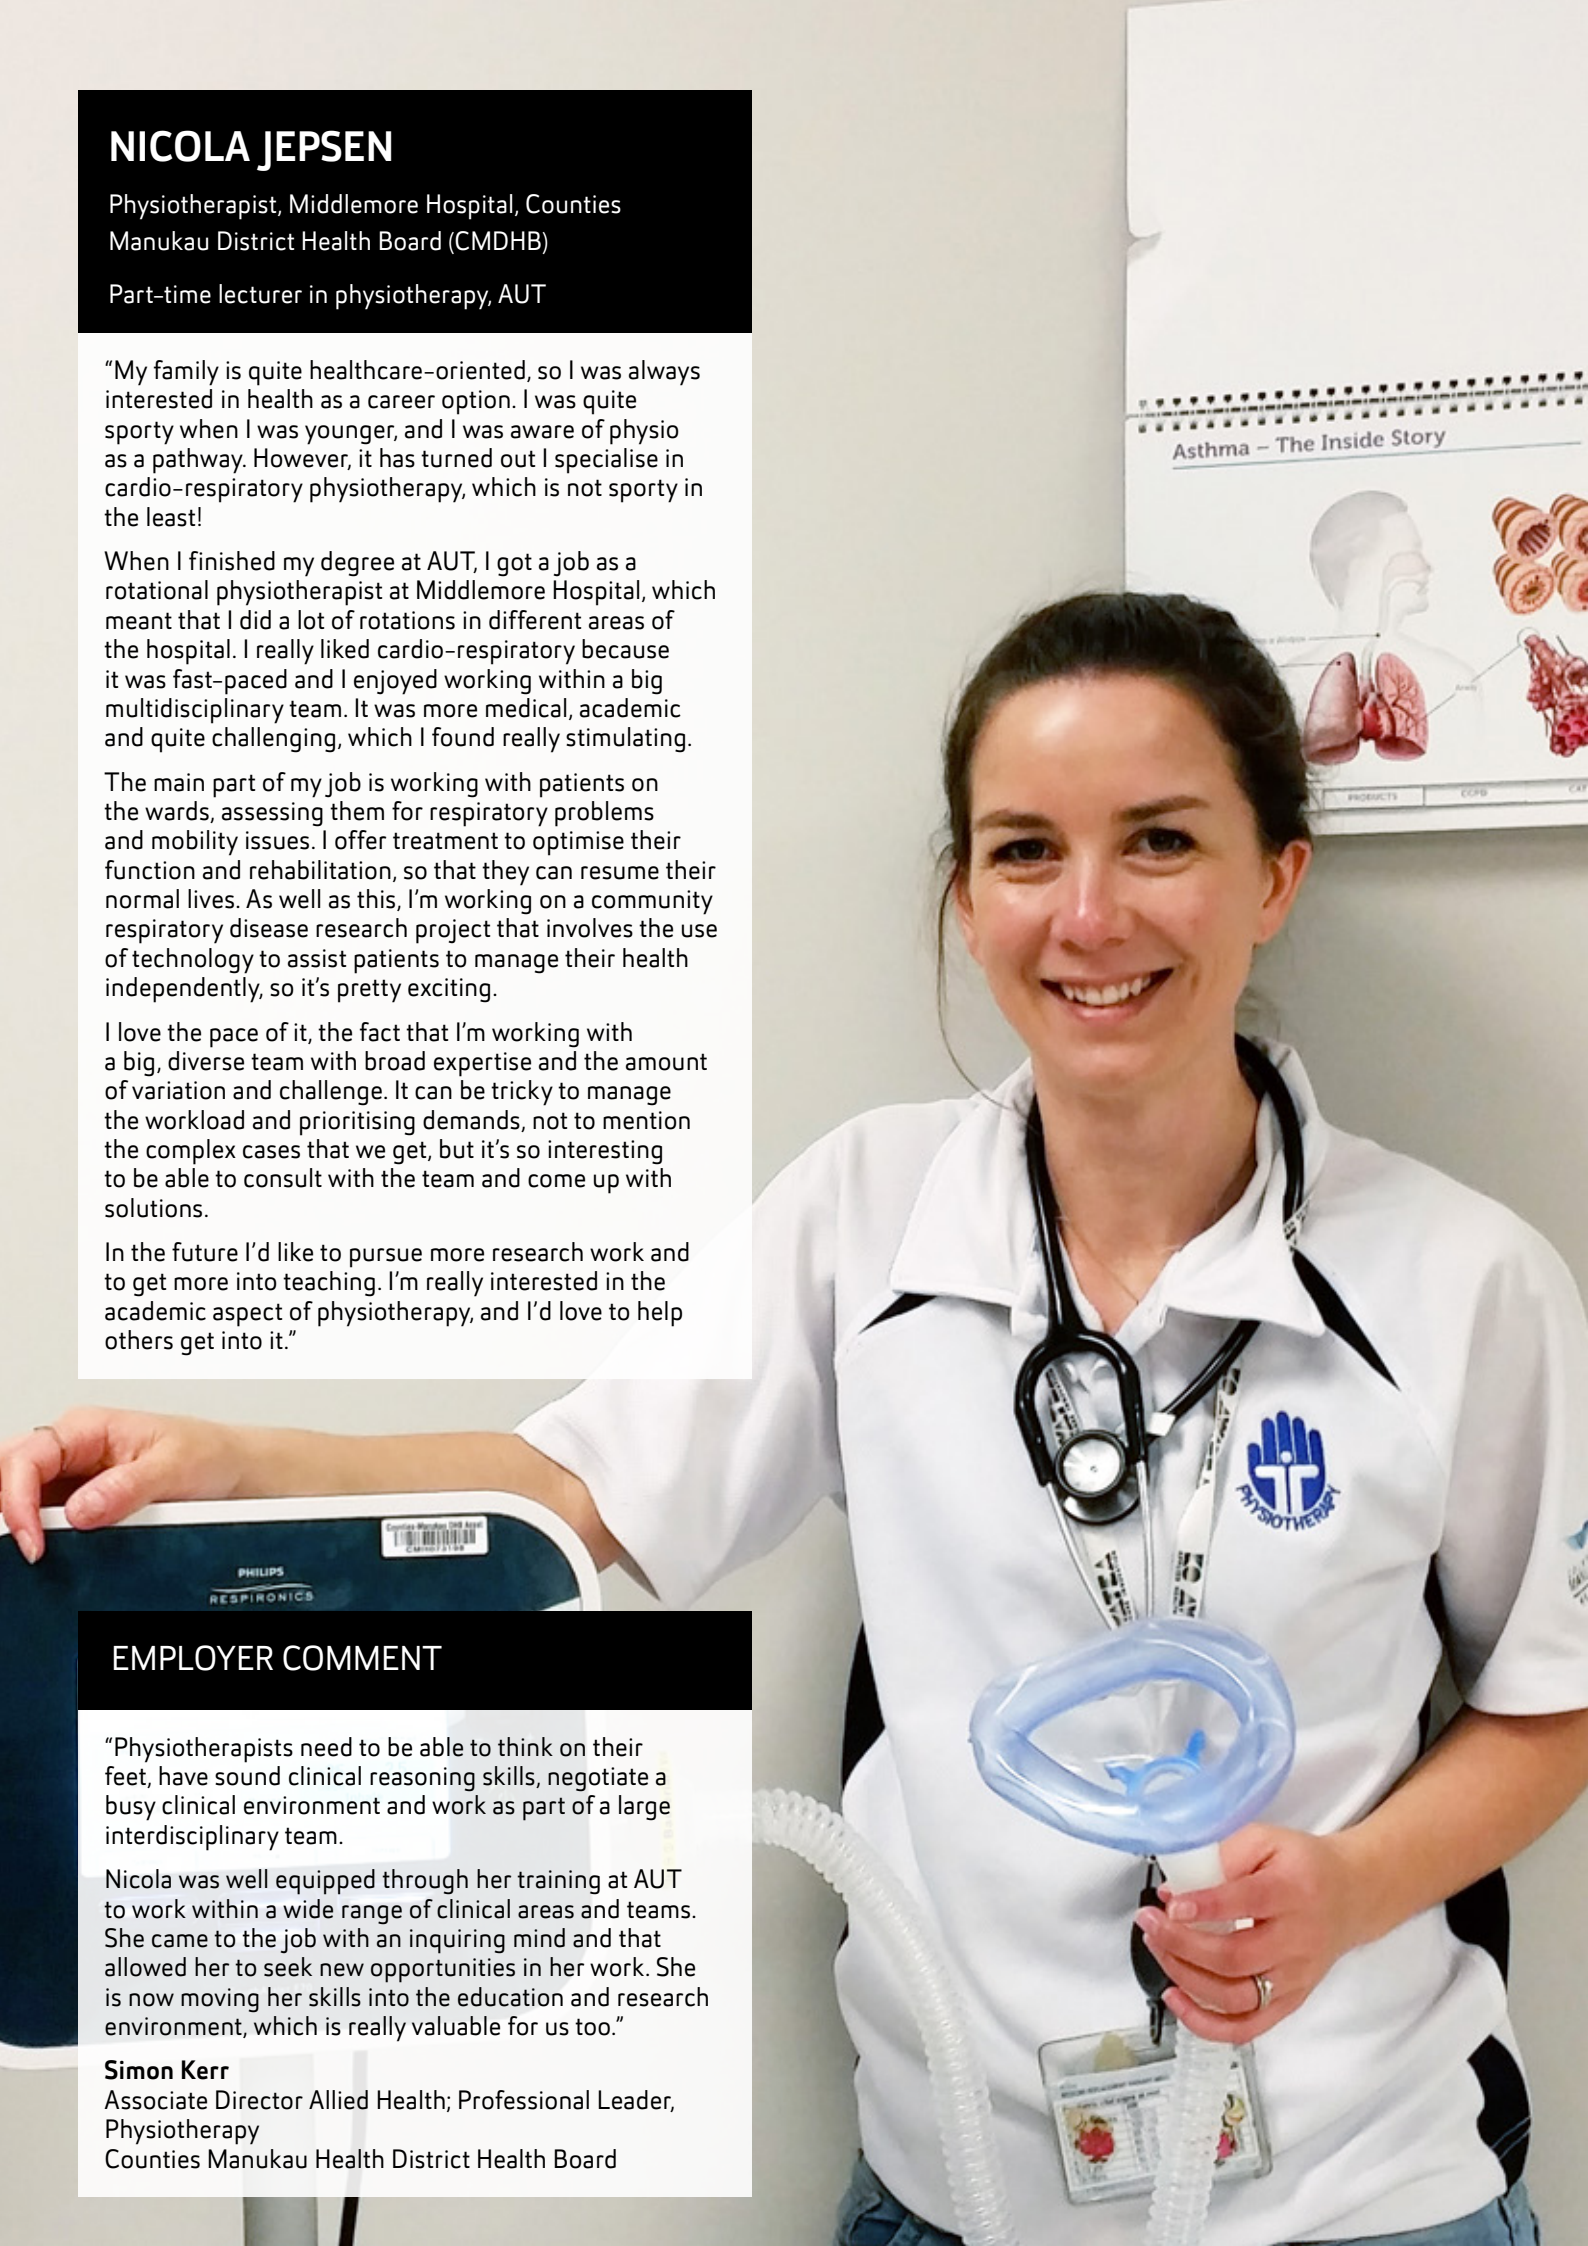 NICOLA JEPSEN
Physiotherapist, Middlemore Hospital, Counties
Manukau District Health Board (CMDHB)
Part-time lecturer in physiotherapy, AUT
“My family is quite healthcare-oriented, so I was always
interested in health as a career option. I was quite
sporty when I was younger, and I was aware of physio
as a pathway. However, it has turned out I specialise in
cardio-respiratory physiotherapy, which is not sporty in
the least!
When I finished my degree at AUT, I got a job as a
rotational physiotherapist at Middlemore Hospital, which
meant that I did a lot of rotations in different areas of
the hospital. I really liked cardio-respiratory because
it was fast-paced and I enjoyed working within a big
multidisciplinary team. It was more medical, academic
and quite challenging, which I found really stimulating.
The main part of my job is working with patients on
the wards, assessing them for respiratory problems
and mobility issues. I offer treatment to optimise their
function and rehabilitation, so that they can resume their
normal lives. As well as this, I’m working on a community
respiratory disease research project that involves the use
of technology to assist patients to manage their health
independently, so it’s pretty exciting.
I love the pace of it, the fact that I’m working with
a big, diverse team with broad expertise and the amount
of variation and challenge. It can be tricky to manage
the workload and prioritising demands, not to mention
the complex cases that we get, but it’s so interesting
to be able to consult with the team and come up with
solutions.
In the future I’d like to pursue more research work and
to get more into teaching. I’m really interested in the
academic aspect of physiotherapy, and I’d love to help
others get into it.”
Asthma – The Inside Story
PRODUCTS
COPD
PHYSIOTHERAPY
Counties Manukau DHB Asset
PHILIPS
RESPIRONICS
EMPLOYER COMMENT
“Physiotherapists need to be able to think on their
feet, have sound clinical reasoning skills, negotiate a
busy clinical environment and work as part of a large
interdisciplinary team.
Nicola was well equipped through her training at AUT
to work within a wide range of clinical areas and teams.
She came to the job with an inquiring mind and that
allowed her to seek new opportunities in her work. She
is now moving her skills into the education and research
environment, which is really valuable for us too.”
Simon Kerr
Associate Director Allied Health; Professional Leader,
Physiotherapy
Counties Manukau Health District Health Board